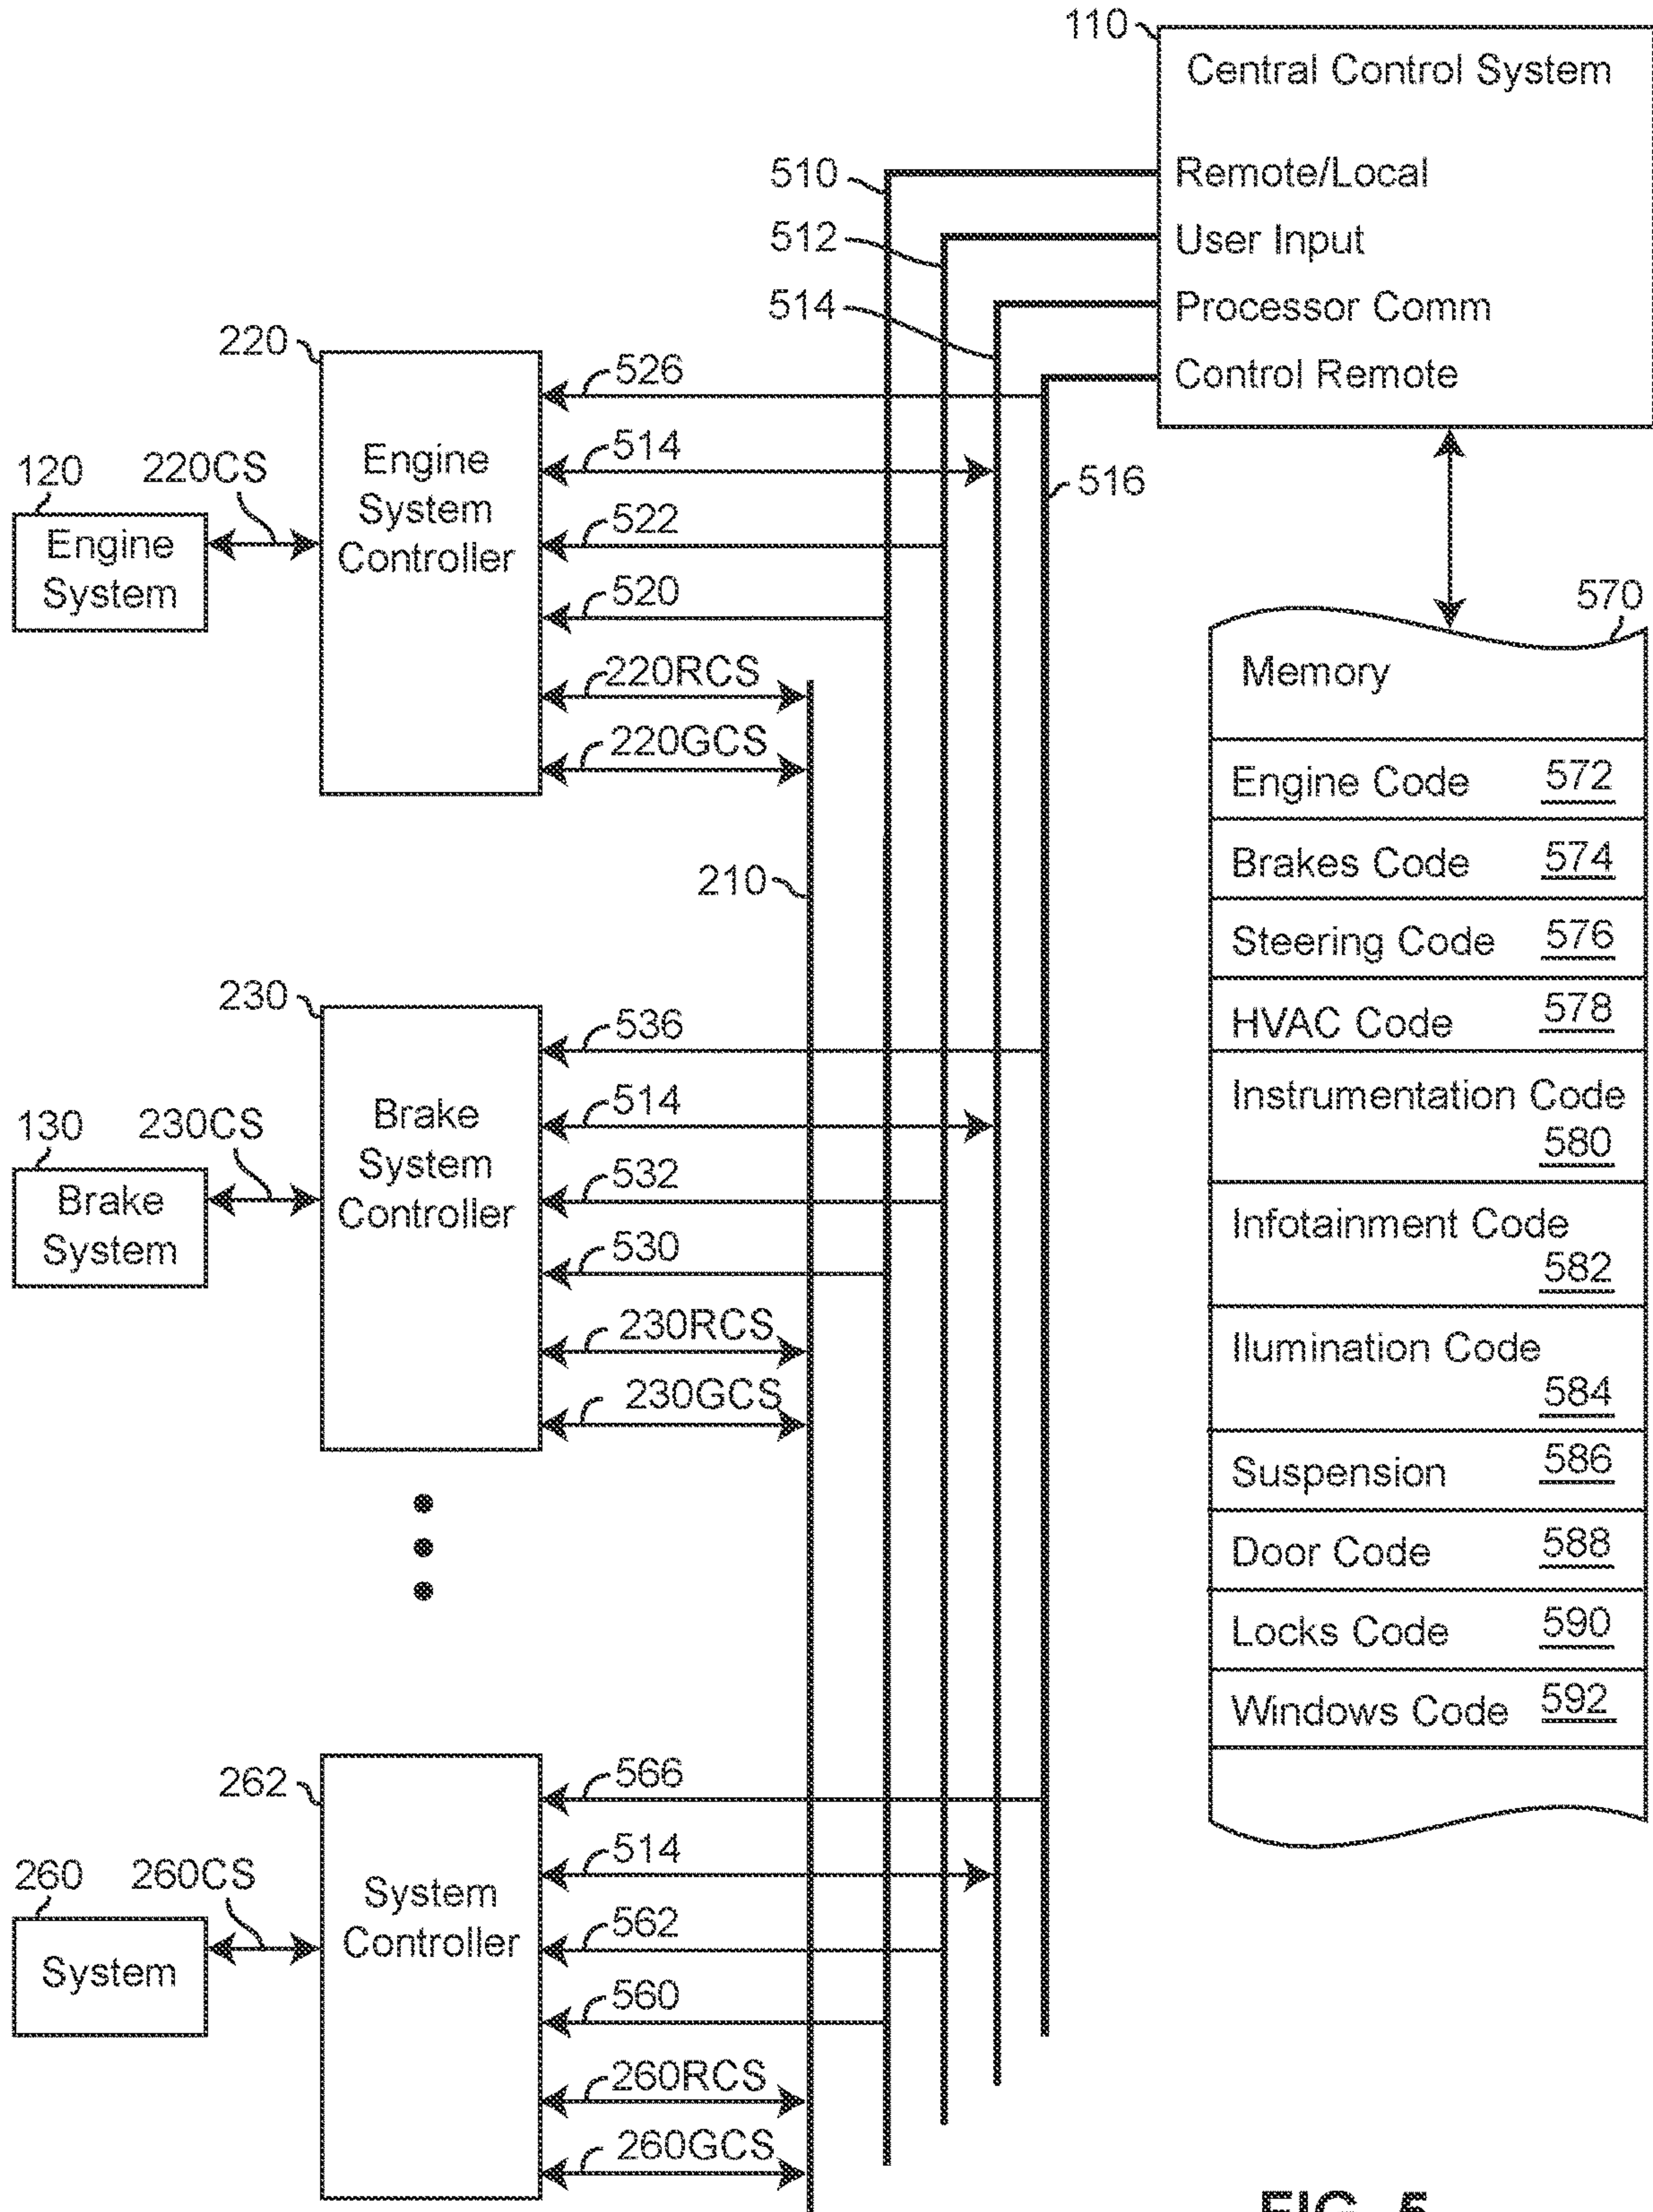 110
Central Control System
Remote/Local
User Input
Processor Comm
Control Remote
510
512
514
516
220
Engine
System
Controller
120
220CS
Engine
System
526
514
522
520
220RCS
220GCS
210
230
Brake
System
Controller
130
230CS
Brake
System
536
514
532
530
230RCS
230GCS
262
System
Controller
260
260CS
System
566
514
562
560
260RCS
260GCS
570
Memory
Engine Code 572
Brakes Code 574
Steering Code 576
HVAC Code 578
Instrumentation Code
580
Infotainment Code
582
Ilumination Code
584
Suspension 586
Door Code 588
Locks Code 590
Windows Code 592
FIG. 5